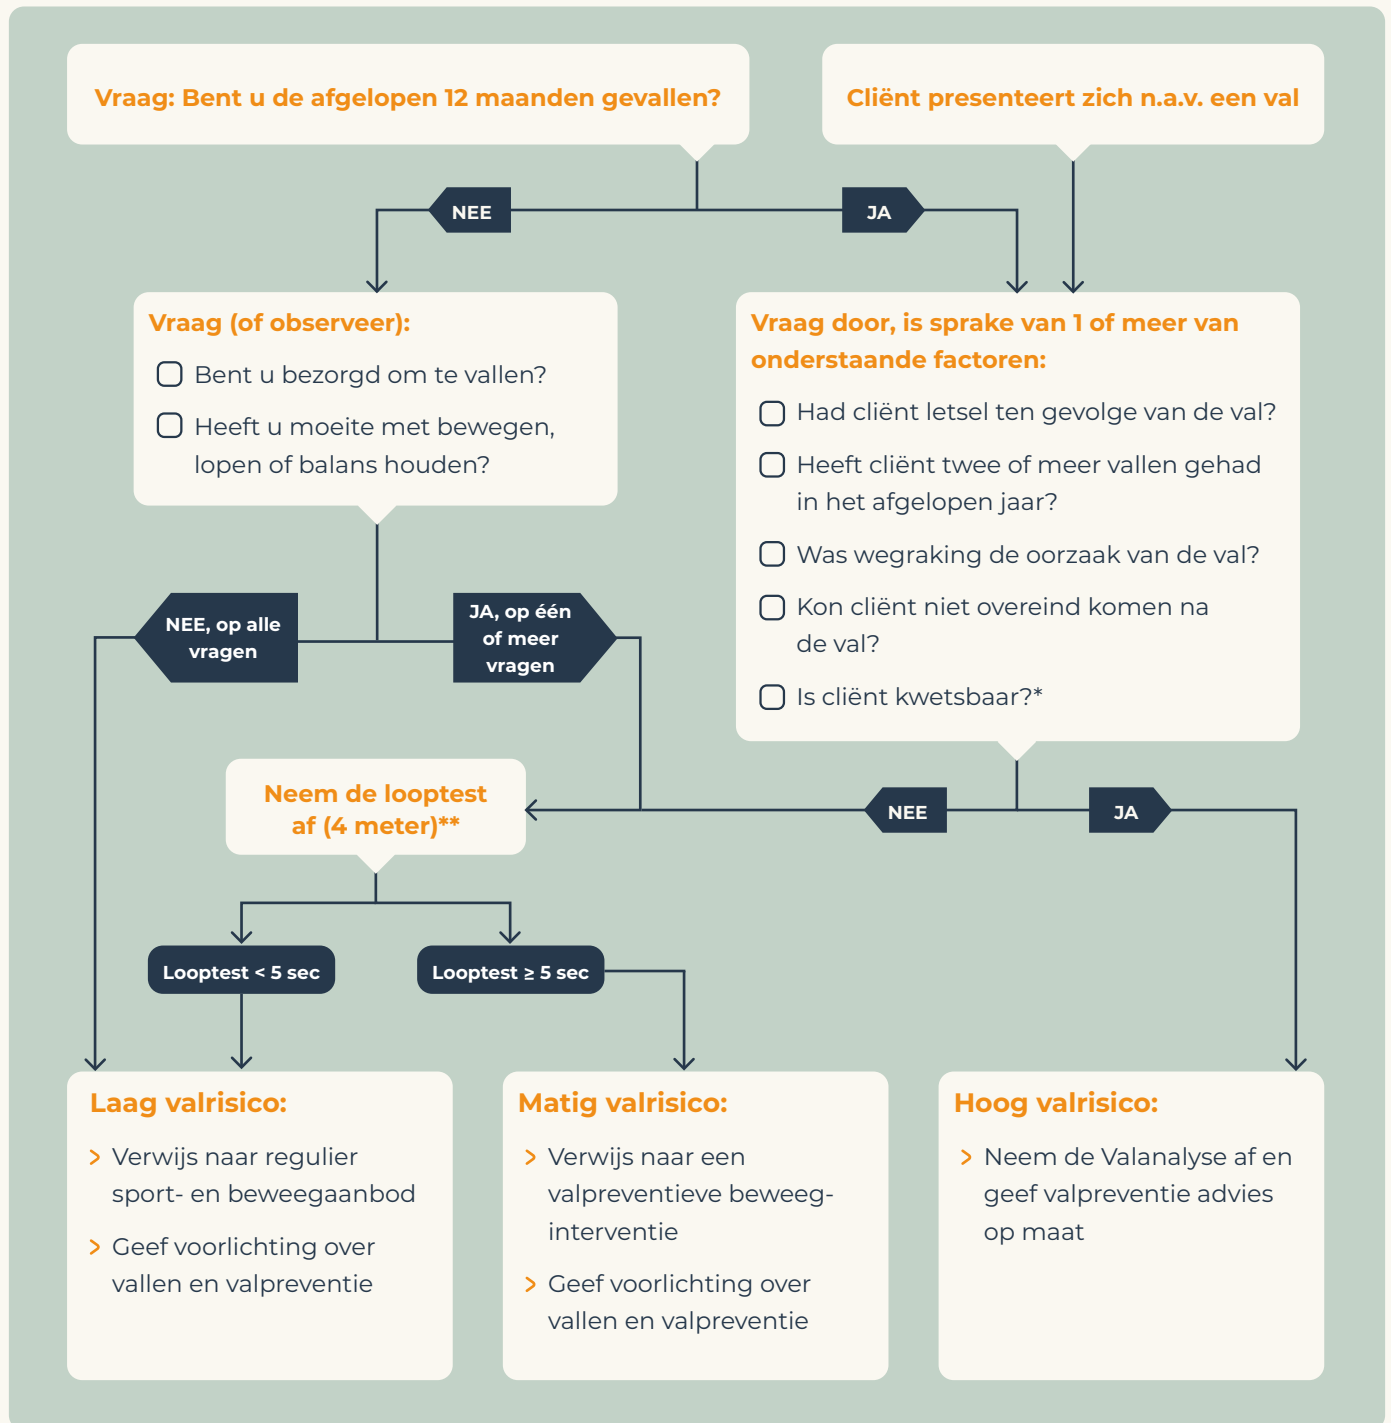 Vraag: Bent u de afgelopen 12 maanden gevallen?
Cliënt presenteert zich n.a.v. een val
NEE
JA
Vraag (of observeer):
Bent u bezorgd om te vallen?
Heeft u moeite met bewegen,
lopen of balans houden?
Vraag door, is sprake van 1 of meer van
onderstaande factoren:
Had cliënt letsel ten gevolge van de val?
Heeft cliënt twee of meer vallen gehad
in het afgelopen jaar?
Was wegraking de oorzaak van de val?
Kon cliënt niet overeind komen na
de val?
Is cliënt kwetsbaar?*
NEE, op alle
vragen
JA, op één
of meer
vragen
Neem de looptest
af (4 meter)**
NEE
JA
Looptest < 5 sec
Looptest ≥ 5 sec
Laag valrisico:
> Verwijs naar regulier
sport- en beweegaanbod
> Geef voorlichting over
vallen en valpreventie
Matig valrisico:
> Verwijs naar een
valpreventieve beweeg-
interventie
> Geef voorlichting over
vallen en valpreventie
Hoog valrisico:
> Neem de Valanalyse af en
geef valpreventie advies
op maat